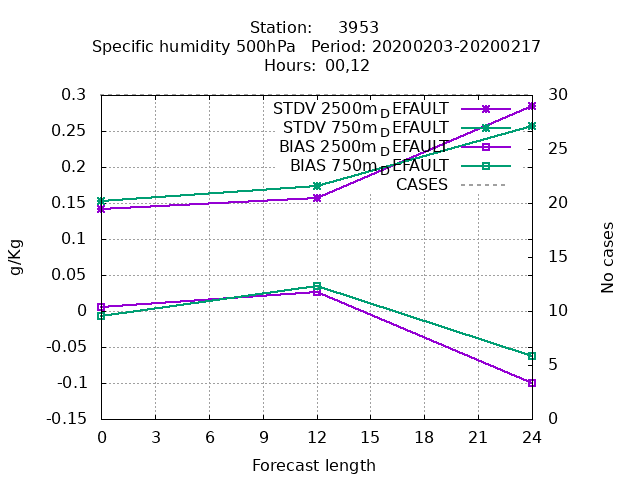 Station: 3953
Specific humidity 500hPa Period: 20200203-20200217
Hours: 00,12
0.3
0.25
0.2
0.15
0.1
0.05
0
-0.05
-0.1
-0.15
g/Kg
STDV 2500m_DEFAULT
STDV 750m_DEFAULT
BIAS 2500m_DEFAULT
BIAS 750m_DEFAULT
CASES
30
25
20
15
10
5
0
No cases
0 3 6 9 12 15 18 21 24
Forecast length